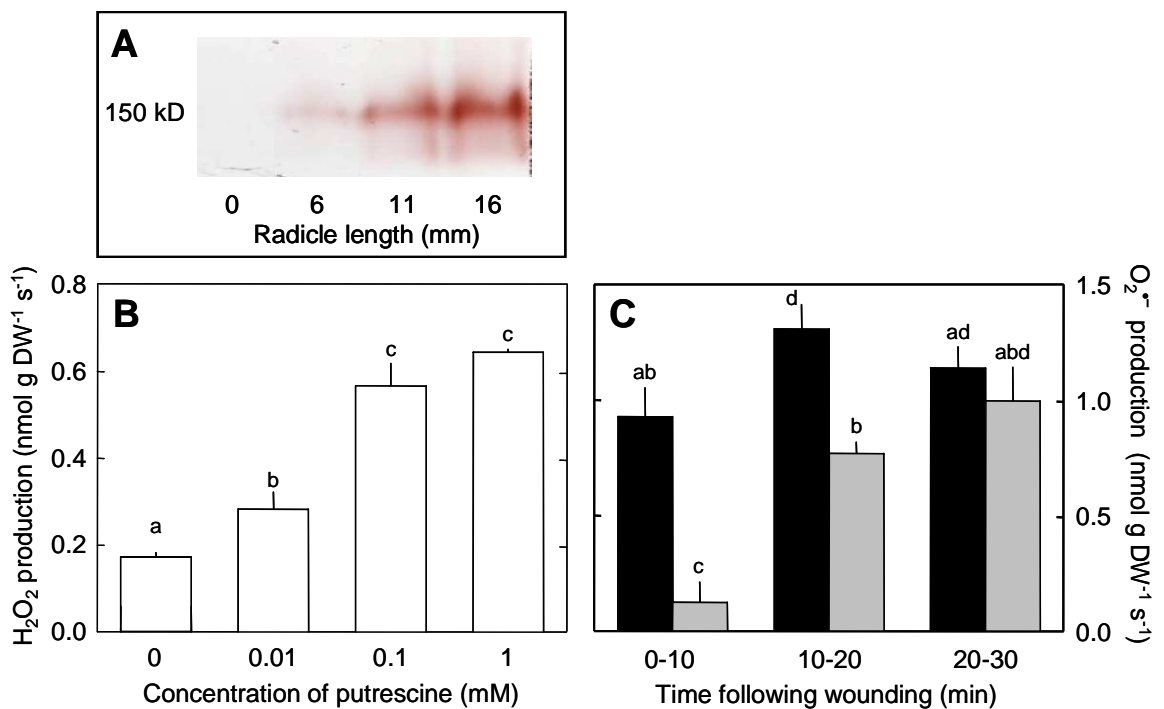 A
150 kD
0 6 11 16
Radicle length (mm)
B
H₂O₂ production (nmol g DW⁻¹ s⁻¹)
0.8
0.6
0.4
0.2
0.0
a
b
c
c
0 0.01 0.1 1
Concentration of putrescine (mM)
C
O₂•⁻ production (nmol g DW⁻¹ s⁻¹)
1.5
1.0
0.5
0.0
ab
c
d
b
ad
abd
0-10 10-20 20-30
Time following wounding (min)